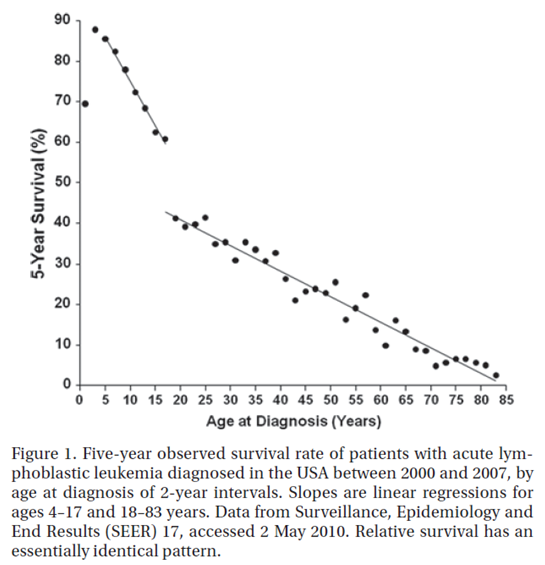 90
80
70
60
50
40
30
20
10
0
5-Year Survival (%)
0 5 10 15 20 25 30 35 40 45 50 55 60 65 70 75 80 85
Age at Diagnosis (Years)
Figure 1. Five-year observed survival rate of patients with acute lym-
phoblastic leukemia diagnosed in the USA between 2000 and 2007, by
age at diagnosis of 2-year intervals. Slopes are linear regressions for
ages 4–17 and 18–83 years. Data from Surveillance, Epidemiology and
End Results (SEER) 17, accessed 2 May 2010. Relative survival has an
essentially identical pattern.